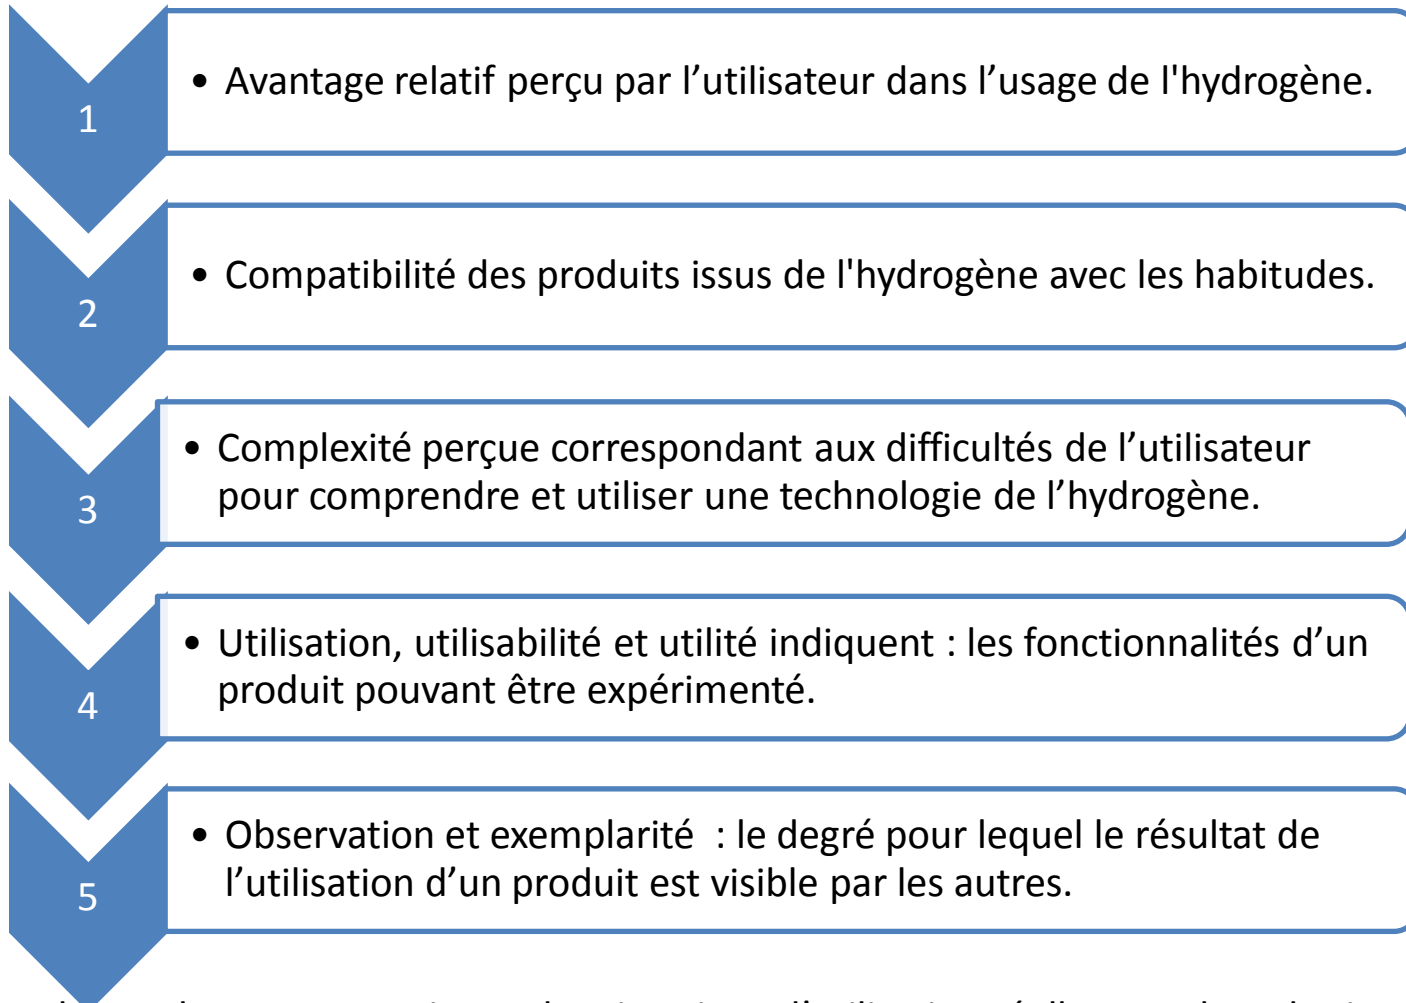 1
• Avantage relatif perçu par l’utilisateur dans l’usage de l'hydrogène.
2
• Compatibilité des produits issus de l'hydrogène avec les habitudes.
3
• Complexité perçue correspondant aux difficultés de l’utilisateur
pour comprendre et utiliser une technologie de l’hydrogène.
4
• Utilisation, utilisabilité et utilité indiquent : les fonctionnalités d’un
produit pouvant être expérimenté.
5
• Observation et exemplarité : le degré pour lequel le résultat de
l’utilisation d’un produit est visible par les autres.